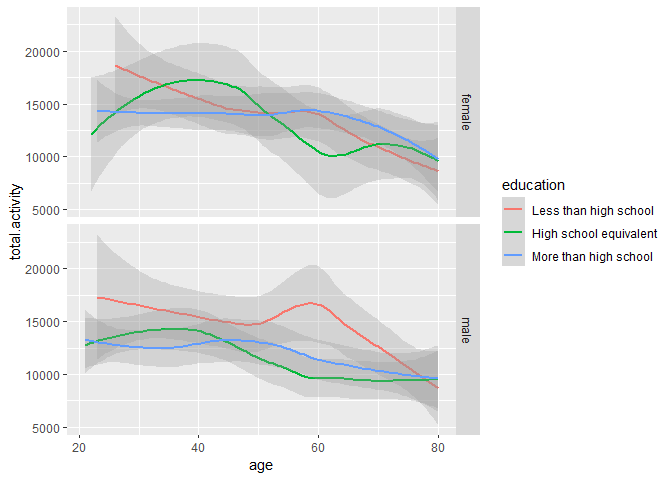 20000
15000
10000
5000
female
20000
15000
10000
5000
male
total.activity
20
40
60
80
age
education
Less than high school
High school equivalent
More than high school